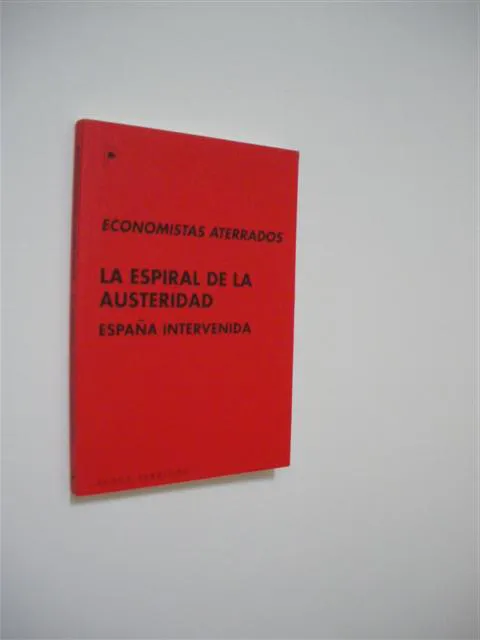 ECONOMISTAS ATERRADOS
LA ESPIRAL DE LA
AUSTERIDAD
ESPAÑA INTERVENIDA